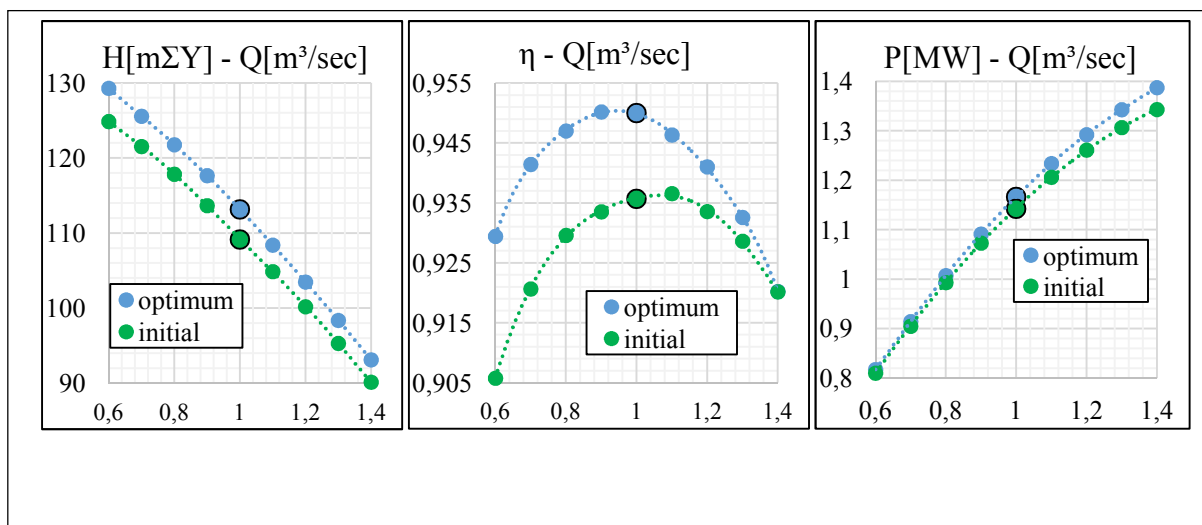 H[mΣY] - Q[m³/sec]
130
120
110
100
90
0,6 0,8 1 1,2 1,4
optimum
initial
η - Q[m³/sec]
0,955
0,945
0,935
0,925
0,915
0,905
0,6 0,8 1 1,2 1,4
optimum
initial
P[MW] - Q[m³/sec]
1,4
1,3
1,2
1,1
1
0,9
0,8
0,6 0,8 1 1,2 1,4
optimum
initial